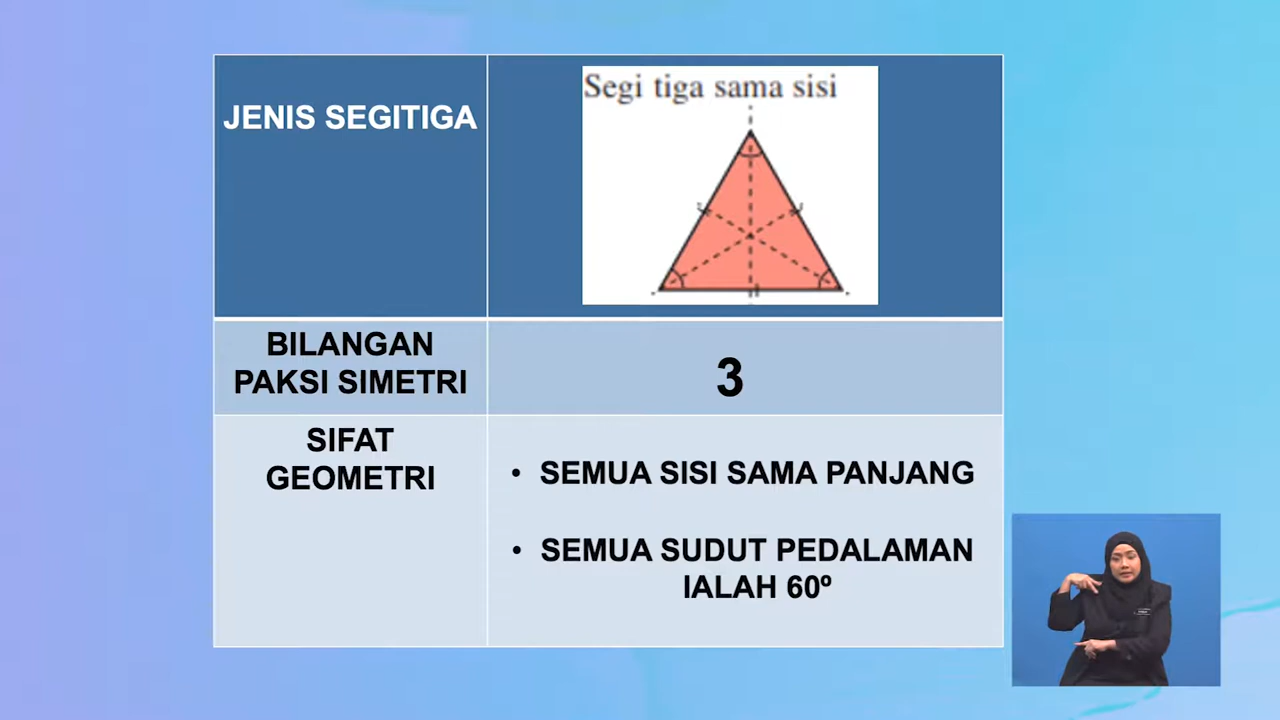 JENIS SEGITIGA
Segi tiga sama sisi
BILANGAN
PAKSI SIMETRI
3
SIFAT
GEOMETRI
• SEMUA SISI SAMA PANJANG
• SEMUA SUDUT PEDALAMAN
IALAH 60º